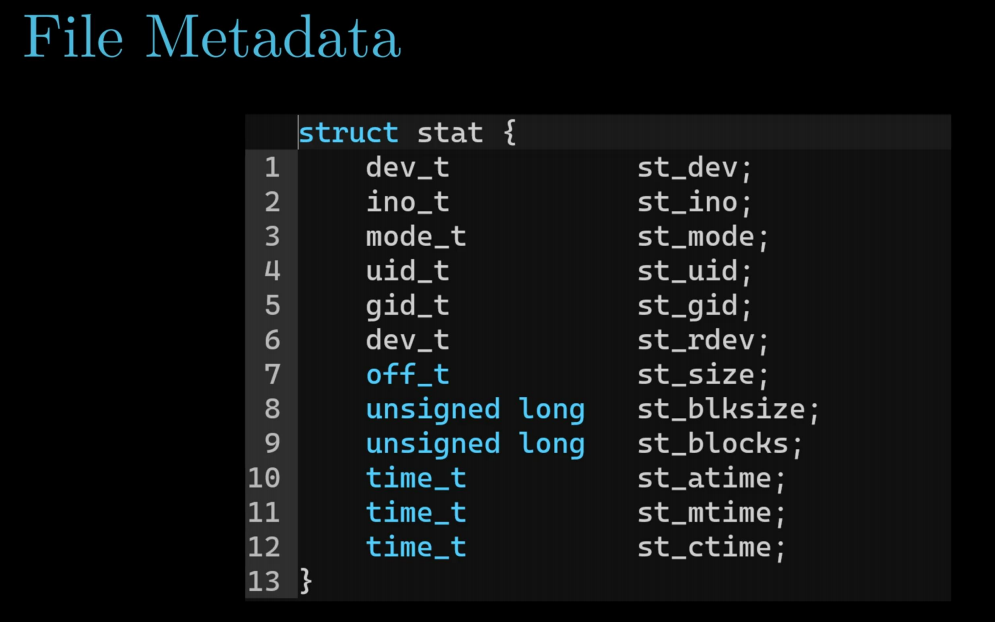 File Metadata
struct stat {
1 dev_t st_dev;
2 ino_t st_ino;
3 mode_t st_mode;
4 uid_t st_uid;
5 gid_t st_gid;
6 dev_t st_rdev;
7 off_t st_size;
8 unsigned long st_blksize;
9 unsigned long st_blocks;
10 time_t st_atime;
11 time_t st_mtime;
12 time_t st_ctime;
13 }